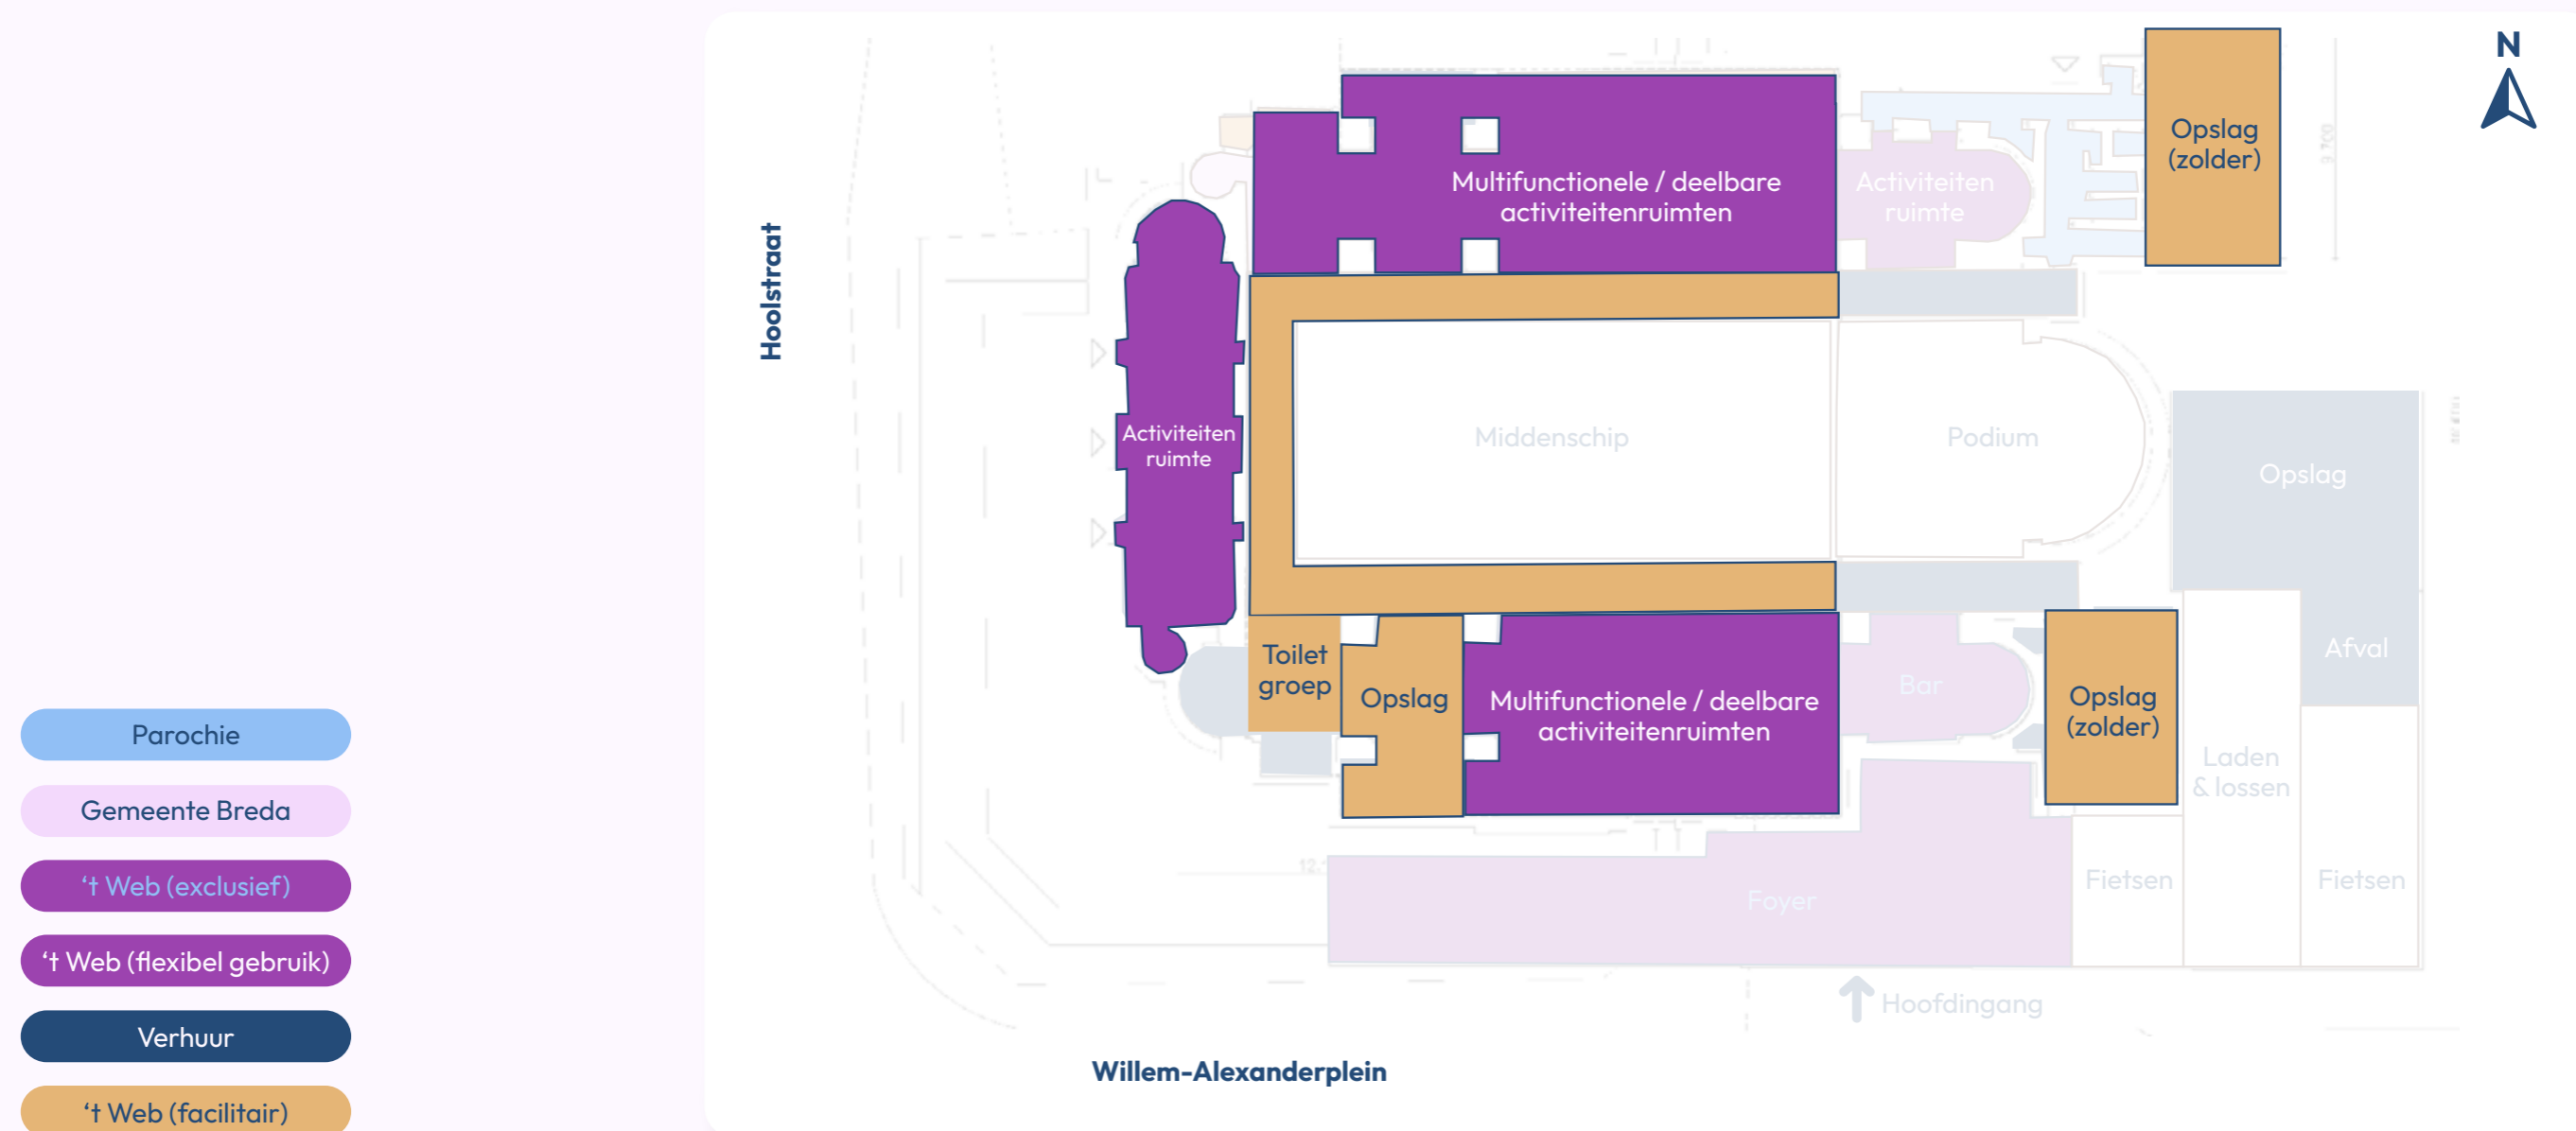 N
Opslag
(zolder)
9.700
Multifunctionele / deelbare
activiteitenruimten
Activiteiten
ruimte
Hoolstraat
Activiteiten
ruimte
Middenschip
Podium
Opslag
Toilet
groep
Opslag
Multifunctionele / deelbare
activiteitenruimten
Bar
Opslag
(zolder)
Afval
Laden
& lossen
Parochie
Gemeente Breda
‘t Web (exclusief)
‘t Web (flexibel gebruik)
Verhuur
‘t Web (facilitair)
Foyer
Fietsen
Fietsen
Hoofdingang
Willem-Alexanderplein